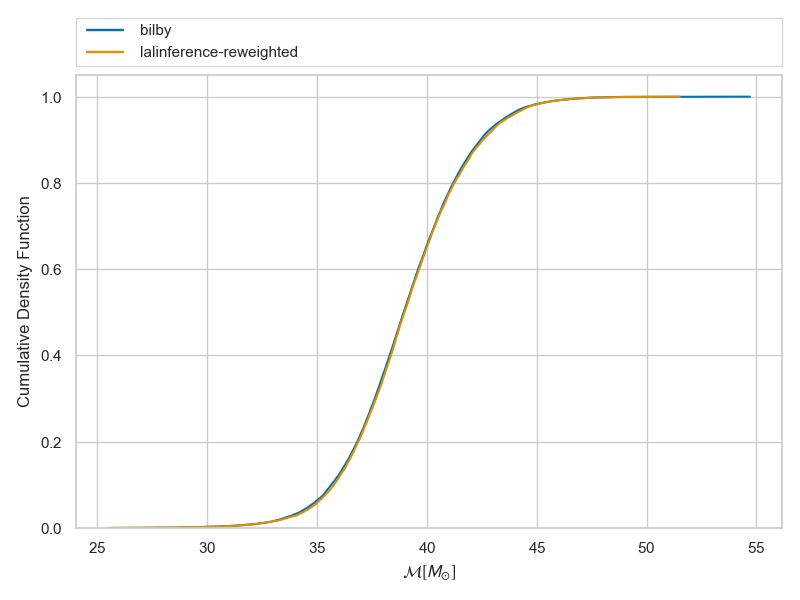 bilby
lalinference-reweighted
1.0
0.8
0.6
0.4
0.2
0.0
Cumulative Density Function
25 30 35 40 45 50 55
ℳ[M⊙]